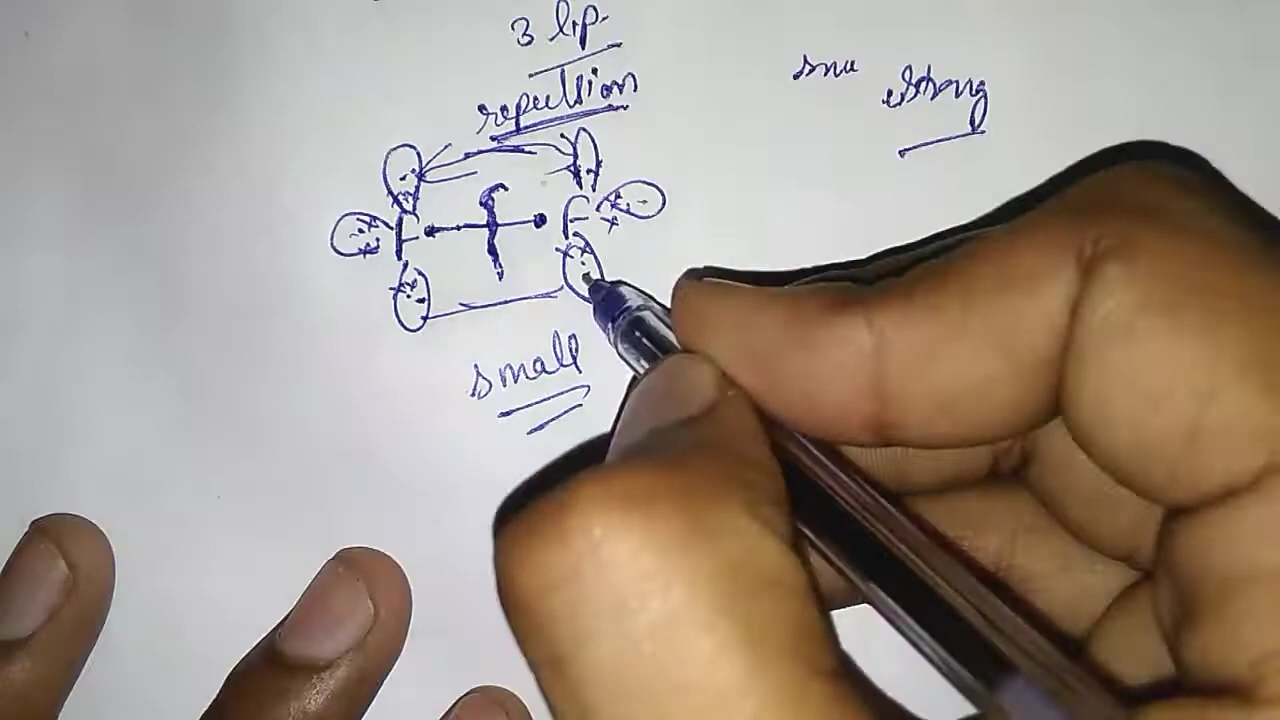 3 l.p.
repulsion
strong
F F
small